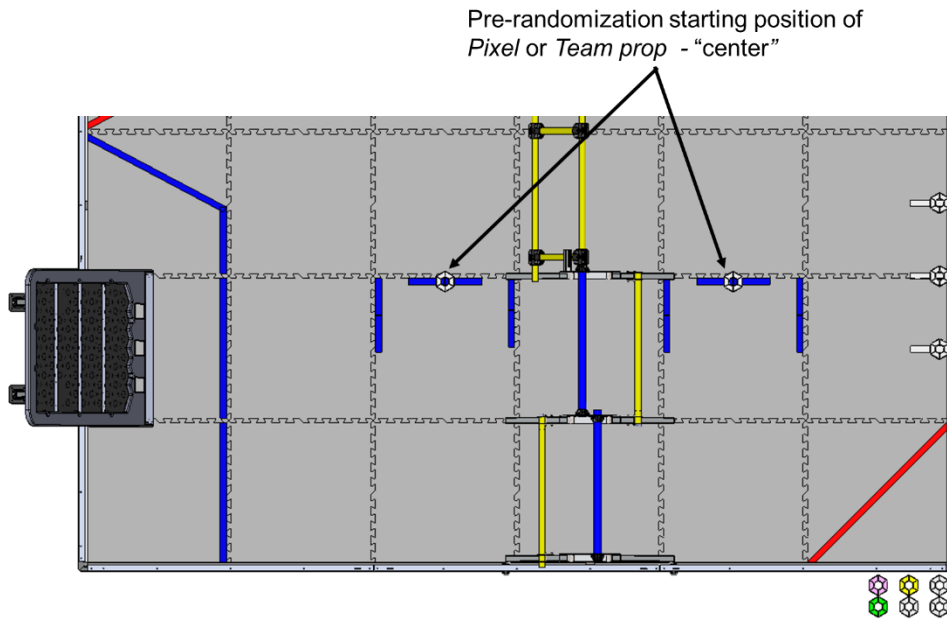 Pre-randomization starting position of
Pixel or Team prop - “center”